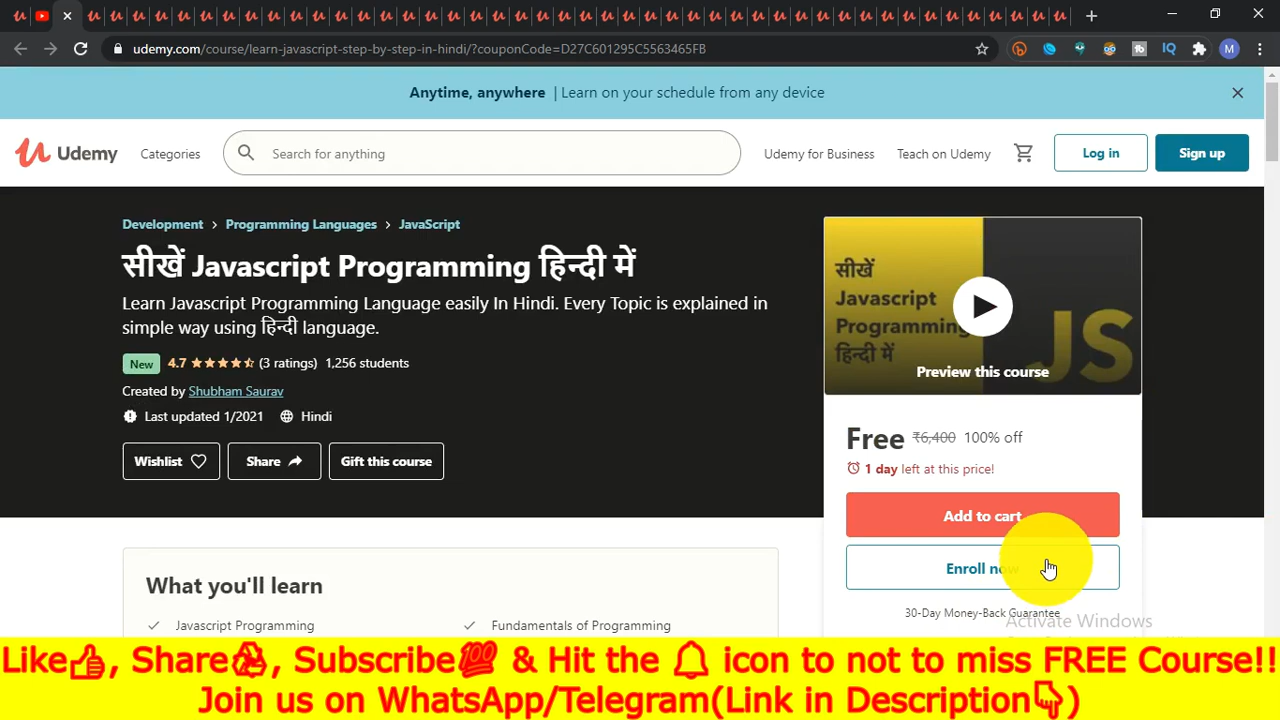 udemy.com/course/learn-javascript-step-by-step-in-hindi/?couponCode=D27C601295C5563465FB
IQ
M
Anytime, anywhere | Learn on your schedule from any device
Udemy
Categories
Search for anything
Udemy for Business
Teach on Udemy
Log in
Sign up
Development › Programming Languages › JavaScript
सीखें Javascript Programming हिन्दी में
Learn Javascript Programming Language easily In Hindi. Every Topic is explained in
simple way using हिन्दी language.
New 4.7 (3 ratings) 1,256 students
Created by Shubham Saurav
Last updated 1/2021 Hindi
Wishlist
Share
Gift this course
सीखें
Javascript
Programming
हिन्दी में
JS
Preview this course
Free ₹6,400 100% off
1 day left at this price!
Add to cart
Enroll now
30-Day Money-Back Guarantee
What you'll learn
Javascript Programming
Fundamentals of Programming
Activate Windows
Like👍, Share, Subscribe💯 & Hit the 🔔 icon to not to miss FREE Course!!
Join us on WhatsApp/Telegram(Link in Description👇)